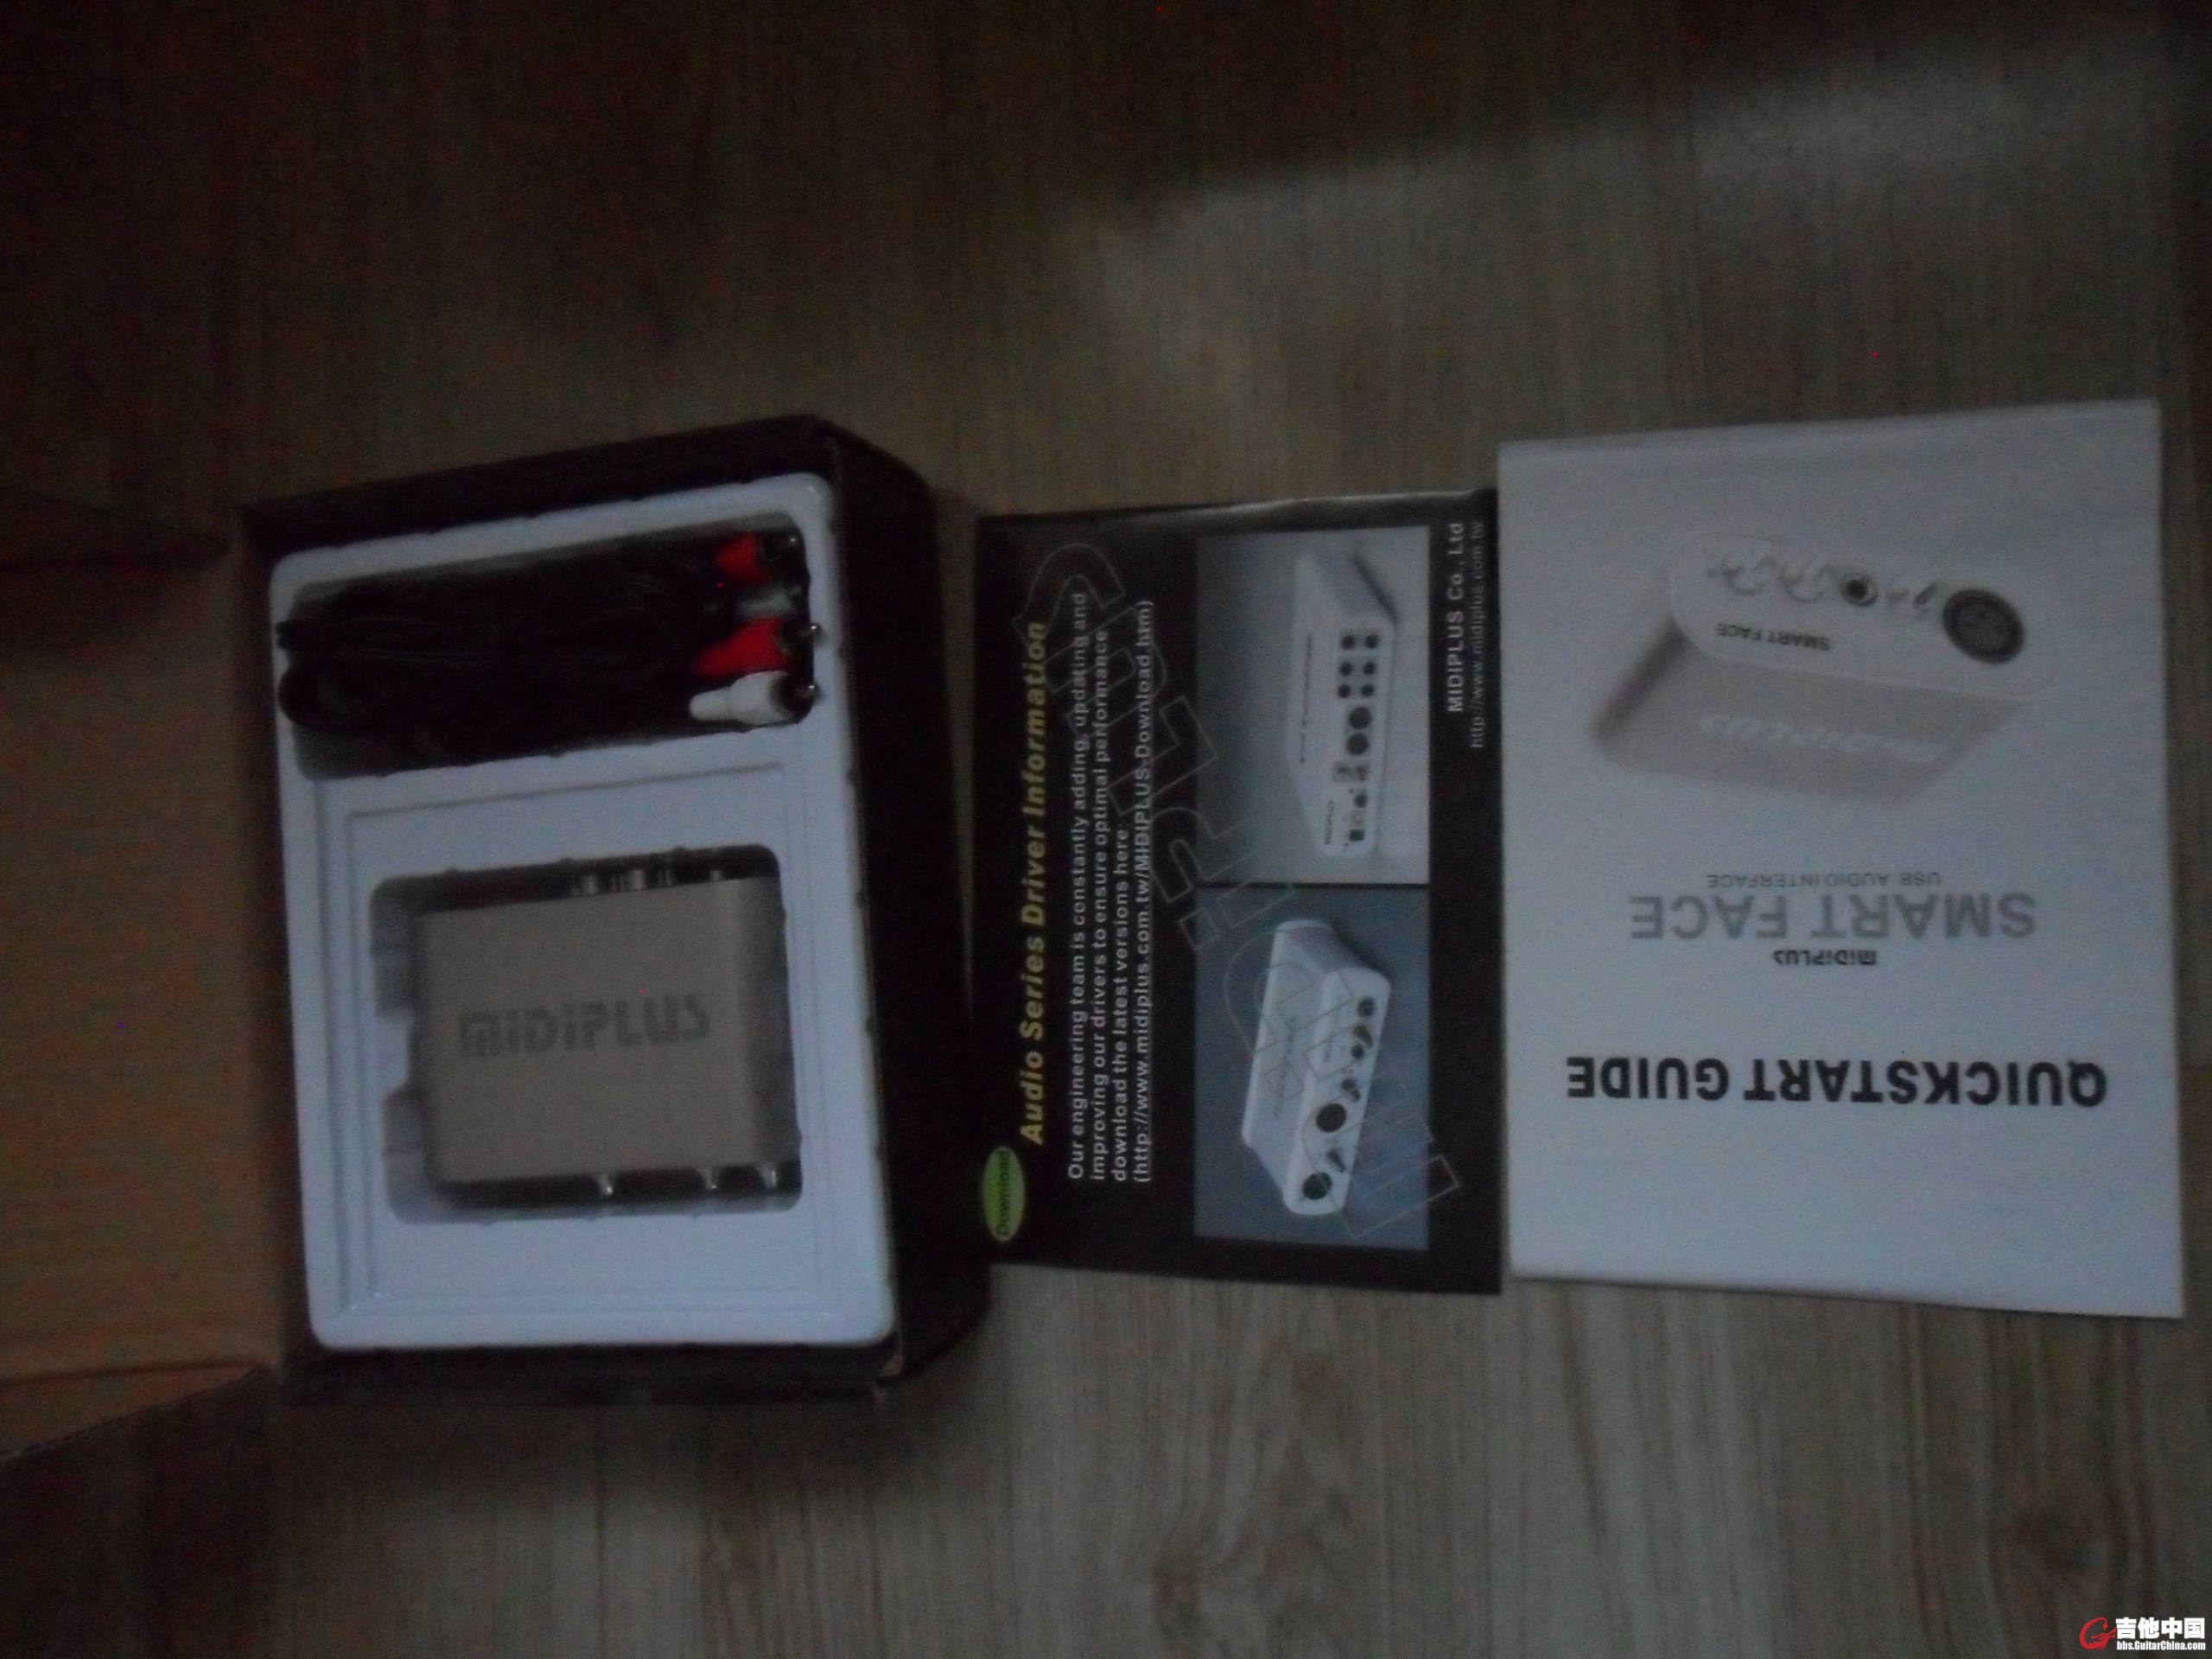 MiDiPLUS
Download
Audio Series Driver Information
Our engineering team is constantly adding, updating and
improving our drivers to ensure optimal performance
download the latest versions here:
(http://www.midiplus.com.tw/MIDIPLUS.Download.htm)
MIDIPLUS Co., Ltd
http://www.midiplus.com.tw
QUICKSTART GUIDE
MiDiPLUS
SMART FACE
USB AUDIO INTERFACE
MiDiPLUS
SMART FACE
吉他中国
bbs.GuitarChina.com